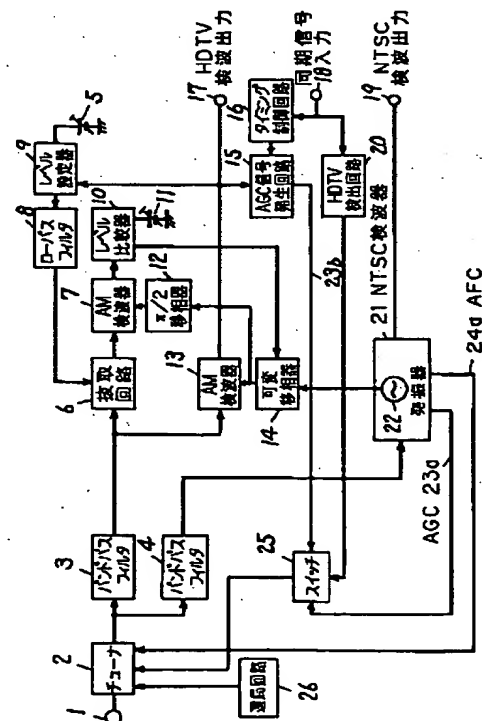 1
2
チューナ
3
バンドパス
フィルタ
4
バンドパス
フィルタ
8
ローパス
フィルタ
9
レベル
設定器
5
6
抜取
回路
7
AM
検波器
10
レベル
比較器
11
12
π/2
移相器
13
AM
検波器
14
可変
移相器
17 HDTV
検波出力
16
タイミング
制御回路
15
AGC信号
発生回路
可期信号
18 入力
HDTV
検出回路
20
23b
21 NTSC検波器
22
発振器
19 NTSC
検波出力
25
スイッチ
AGC 23a
24a AFC
選局回路
26